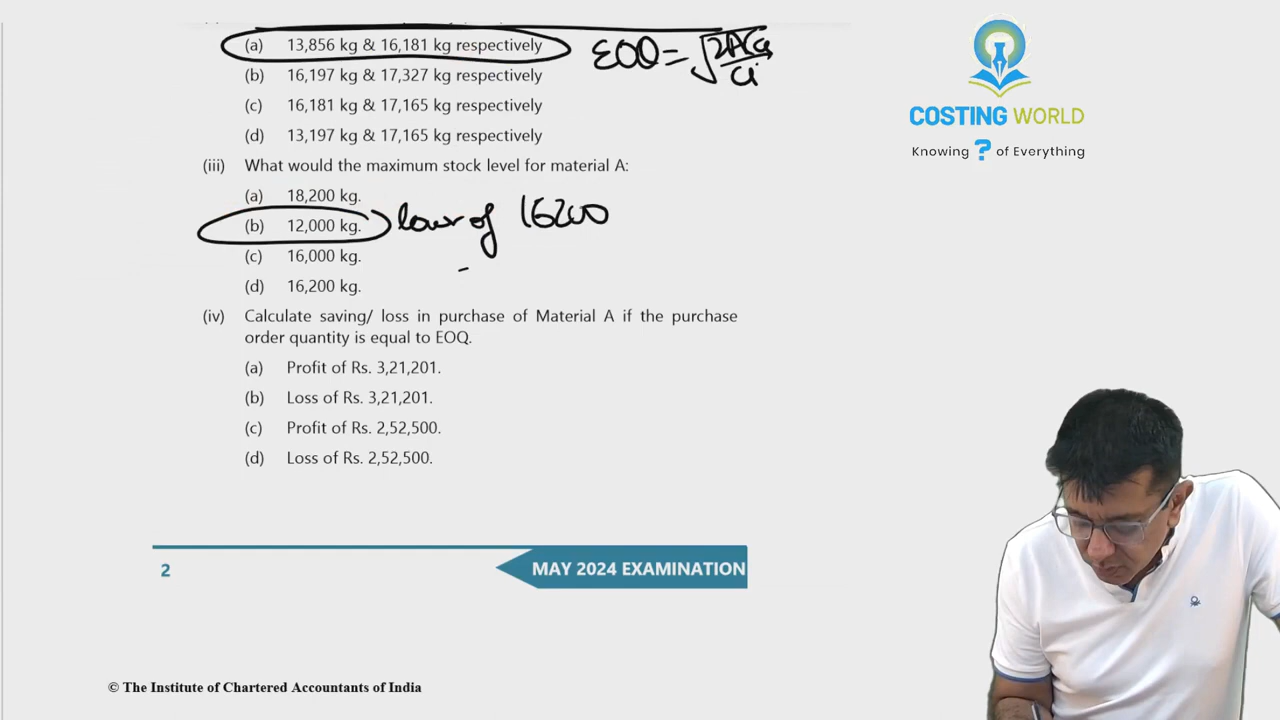 (a) 13,856 kg & 16,181 kg respectively
EOQ = √2ACo/Ci
(b) 16,197 kg & 17,327 kg respectively
(c) 16,181 kg & 17,165 kg respectively
(d) 13,197 kg & 17,165 kg respectively
(iii) What would the maximum stock level for material A:
(a) 18,200 kg.
(b) 12,000 kg. lower of 16200
(c) 16,000 kg.
(d) 16,200 kg.
(iv) Calculate saving/ loss in purchase of Material A if the purchase
order quantity is equal to EOQ.
(a) Profit of Rs. 3,21,201.
(b) Loss of Rs. 3,21,201.
(c) Profit of Rs. 2,52,500.
(d) Loss of Rs. 2,52,500.
2
MAY 2024 EXAMINATION
© The Institute of Chartered Accountants of India
COSTING WORLD
Knowing ? of Everything